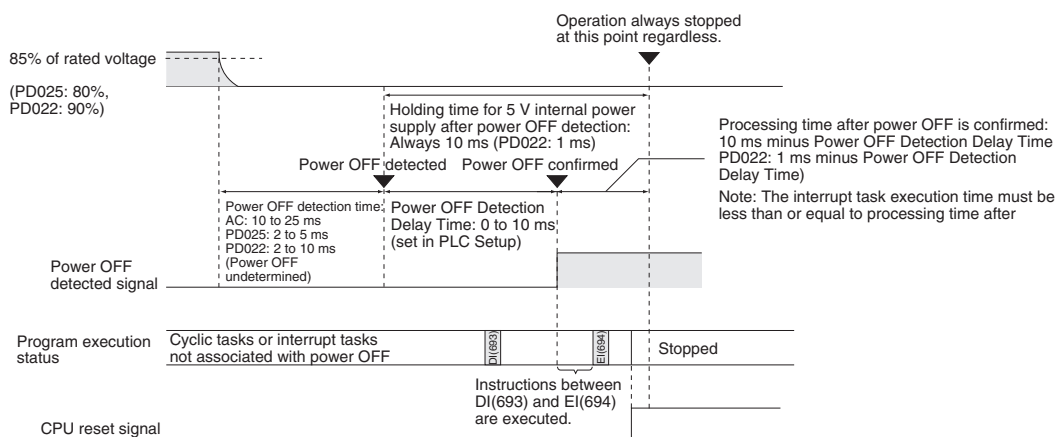 Operation always stopped
at this point regardless.
85% of rated voltage
(PD025: 80%,
PD022: 90%)
Holding time for 5 V internal power
supply after power OFF detection:
Always 10 ms (PD022: 1 ms)
Processing time after power OFF is confirmed:
10 ms minus Power OFF Detection Delay Time
PD022: 1 ms minus Power OFF Detection
Delay Time)
Note: The interrupt task execution time must be
less than or equal to processing time after
Power OFF detected
Power OFF confirmed
Power OFF detection time:
AC: 10 to 25 ms
PD025: 2 to 5 ms
PD022: 2 to 10 ms
(Power OFF
undetermined)
Power OFF Detection
Delay Time: 0 to 10 ms
(set in PLC Setup)
Power OFF
detected signal
Program execution
status
Cyclic tasks or interrupt tasks
not associated with power OFF
DI(693)
EI(694)
Stopped
Instructions between
DI(693) and EI(694)
are executed.
CPU reset signal